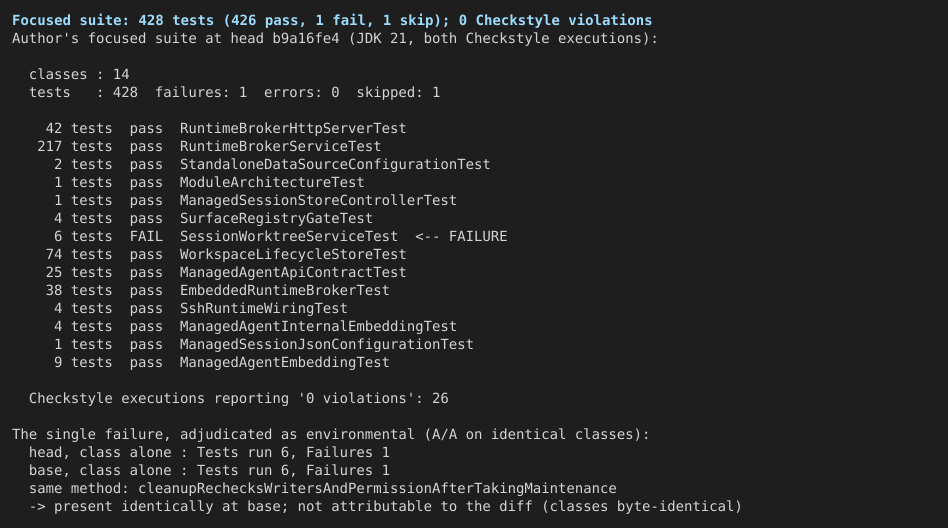 Focused suite: 428 tests (426 pass, 1 fail, 1 skip); 0 Checkstyle violations
Author's focused suite at head b9a16fe4 (JDK 21, both Checkstyle executions):
classes : 14
tests   : 428  failures: 1  errors: 0  skipped: 1
42 tests  pass  RuntimeBrokerHttpServerTest
217 tests  pass  RuntimeBrokerServiceTest
2 tests  pass  StandaloneDataSourceConfigurationTest
1 tests  pass  ModuleArchitectureTest
1 tests  pass  ManagedSessionStoreControllerTest
4 tests  pass  SurfaceRegistryGateTest
6 tests  FAIL  SessionWorktreeServiceTest  <-- FAILURE
74 tests  pass  WorkspaceLifecycleStoreTest
25 tests  pass  ManagedAgentApiContractTest
38 tests  pass  EmbeddedRuntimeBrokerTest
4 tests  pass  SshRuntimeWiringTest
4 tests  pass  ManagedAgentInternalEmbeddingTest
1 tests  pass  ManagedSessionJsonConfigurationTest
9 tests  pass  ManagedAgentEmbeddingTest
Checkstyle executions reporting '0 violations': 26
The single failure, adjudicated as environmental (A/A on identical classes):
head, class alone : Tests run 6, Failures 1
base, class alone : Tests run 6, Failures 1
same method: cleanupRechecksWritersAndPermissionAfterTakingMaintenance
-> present identically at base; not attributable to the diff (classes byte-identical)